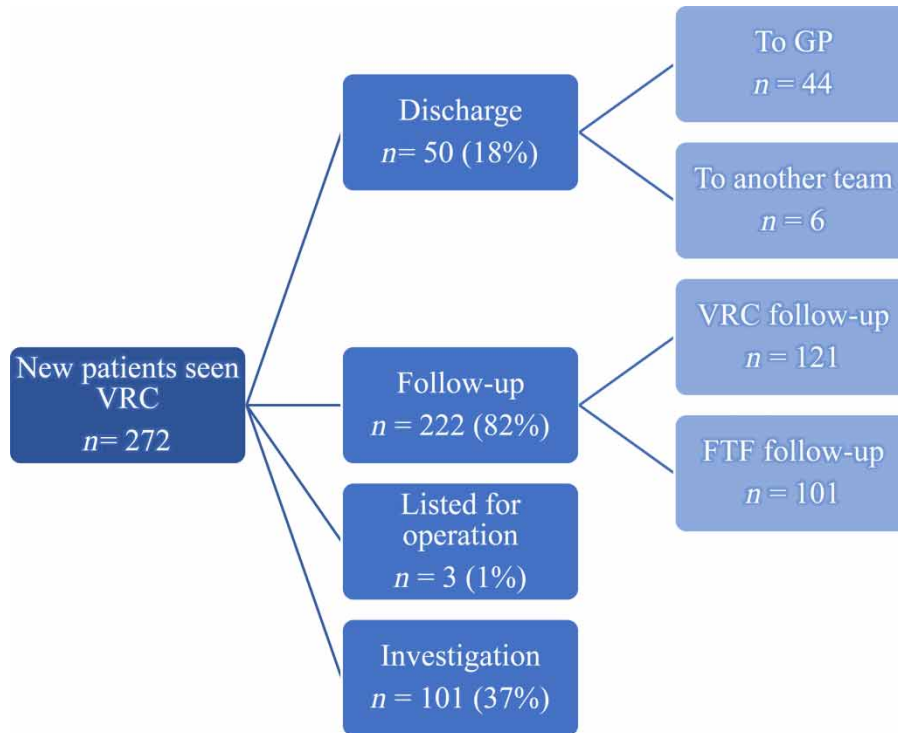 New patients seen
VRC
n= 272
Discharge
n= 50 (18%)
To GP
n = 44
To another team
n = 6
Follow-up
n = 222 (82%)
VRC follow-up
n = 121
FTF follow-up
n = 101
Listed for
operation
n = 3 (1%)
Investigation
n = 101 (37%)